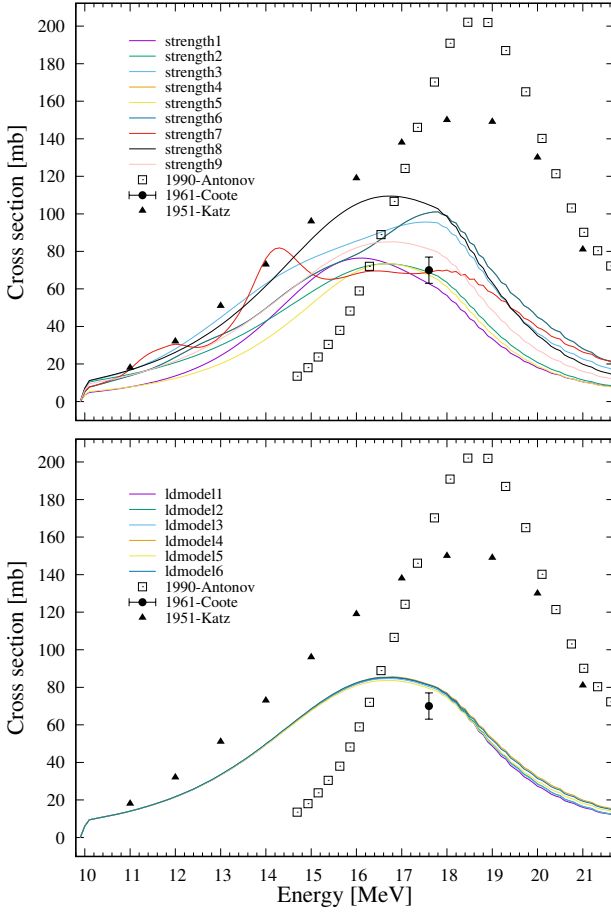 200
180
160
140
120
100
80
60
40
20
0
Cross section [mb]
strength1
strength2
strength3
strength4
strength5
strength6
strength7
strength8
strength9
1990-Antonov
1961-Coote
1951-Katz
200
180
160
140
120
100
80
60
40
20
0
Cross section [mb]
ldmodel1
ldmodel2
ldmodel3
ldmodel4
ldmodel5
ldmodel6
1990-Antonov
1961-Coote
1951-Katz
10 11 12 13 14 15 16 17 18 19 20 21
Energy [MeV]